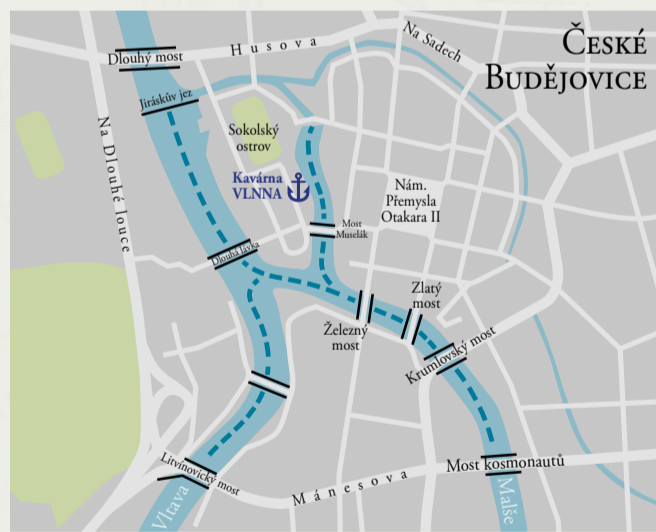 ČESKÉ
BUDĚJOVICE
Husova
Na Sadech
Dlouhý most
Jiráskův jez
Na Dlouhé louce
Sokolský
ostrov
Kavárna
VLNNA
Nám.
Přemysla
Otakara II
Most
Muselák
Dlouhá lávka
Zlatý
most
Železný
most
Krumlovský most
Litvínovický most
Mánesova
Most kosmonautů
Vltava
Malše